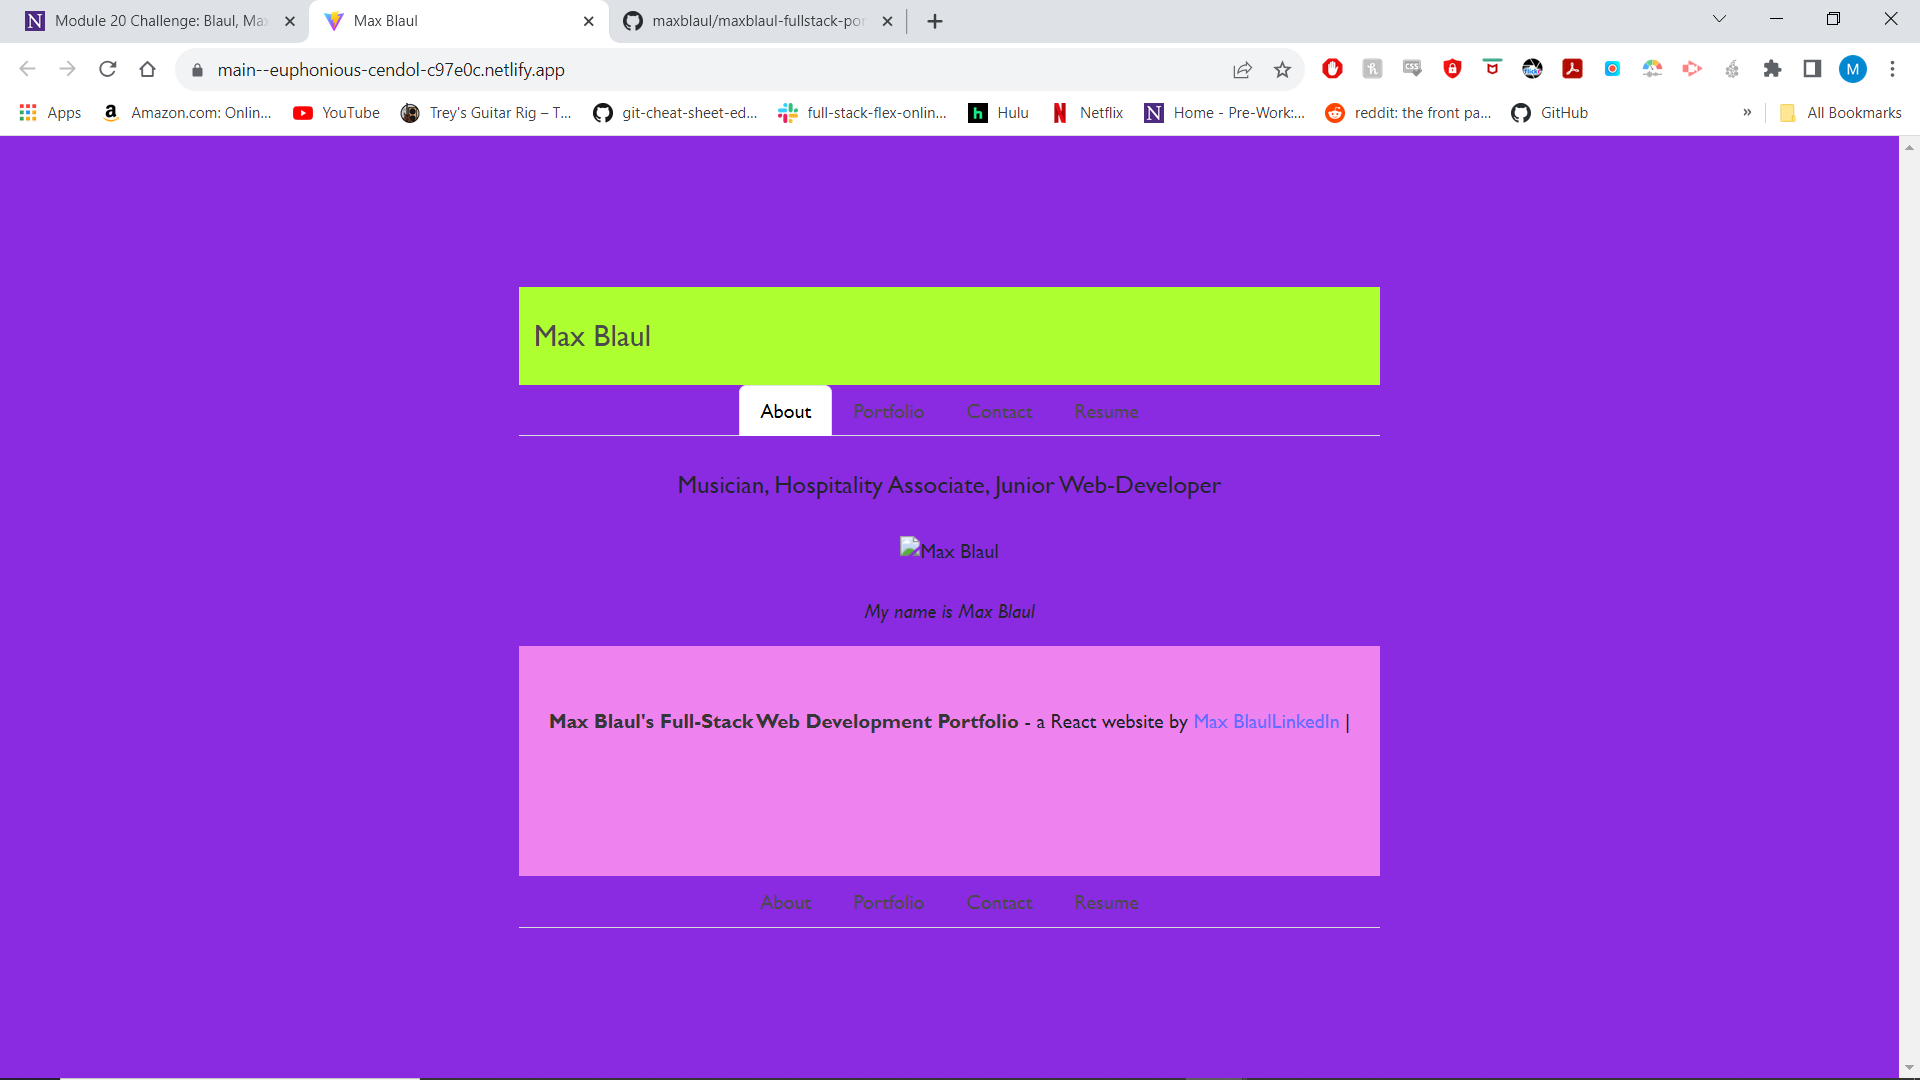 Module 20 Challenge: Blaul, Max
Max Blaul
maxblaul/maxblaul-fullstack-por
main--euphonious-cendol-c97e0c.netlify.app
M
Apps
Amazon.com: Onlin...
YouTube
Trey's Guitar Rig – T...
git-cheat-sheet-ed...
full-stack-flex-onlin...
Hulu
Netflix
Home - Pre-Work:...
reddit: the front pa...
GitHub
»
All Bookmarks
Max Blaul
About Portfolio Contact Resume
Musician, Hospitality Associate, Junior Web-Developer
Max Blaul
My name is Max Blaul
Max Blaul's Full-Stack Web Development Portfolio - a React website by Max BlaulLinkedIn |
About Portfolio Contact Resume